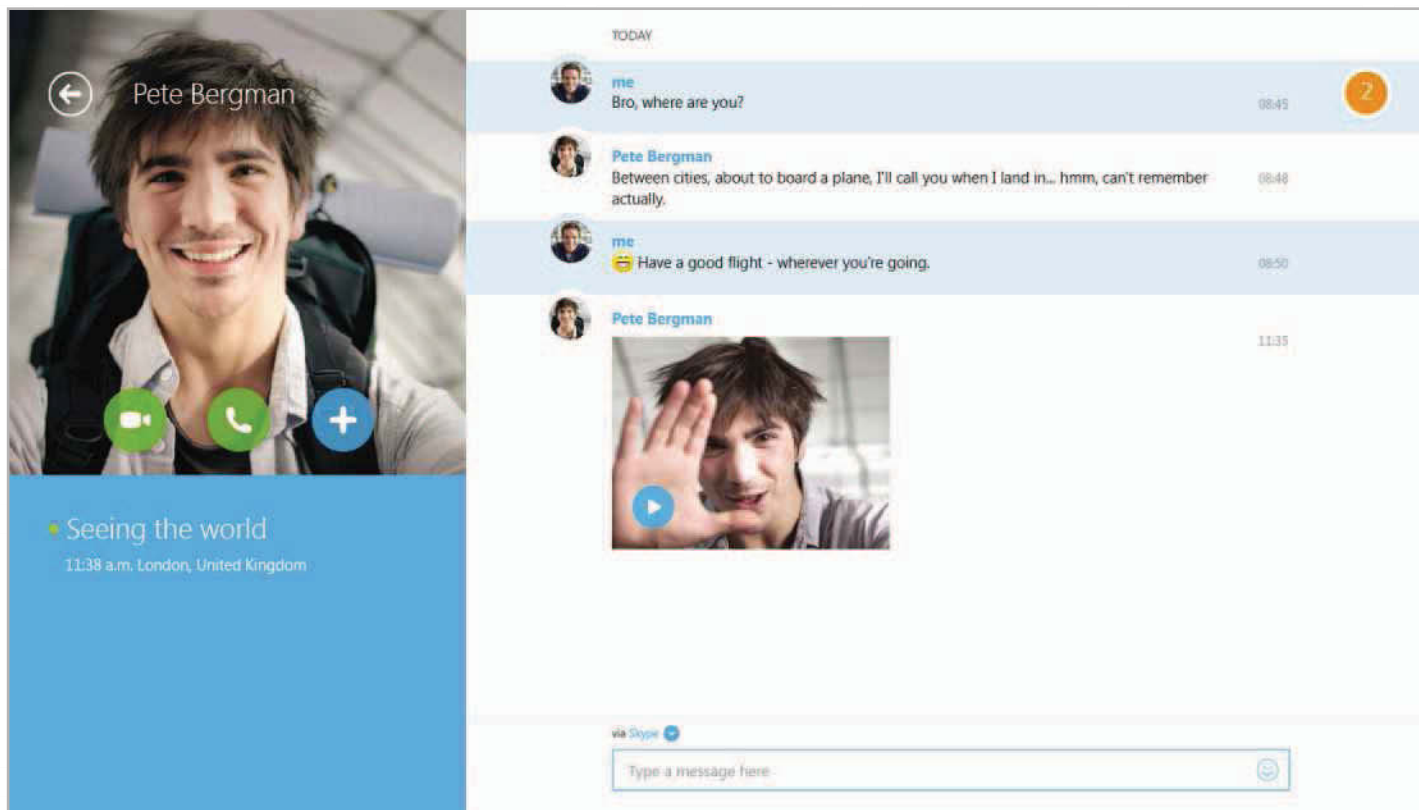 Pete Bergman
Seeing the world
11:38 a.m. London, United Kingdom
TODAY
me
Bro, where are you?
08:45
2
Pete Bergman
Between cities, about to board a plane, I'll call you when I land in... hmm, can't remember
actually.
08:48
me
Have a good flight - wherever you're going.
08:50
Pete Bergman
11:35
via Skype
Type a message here